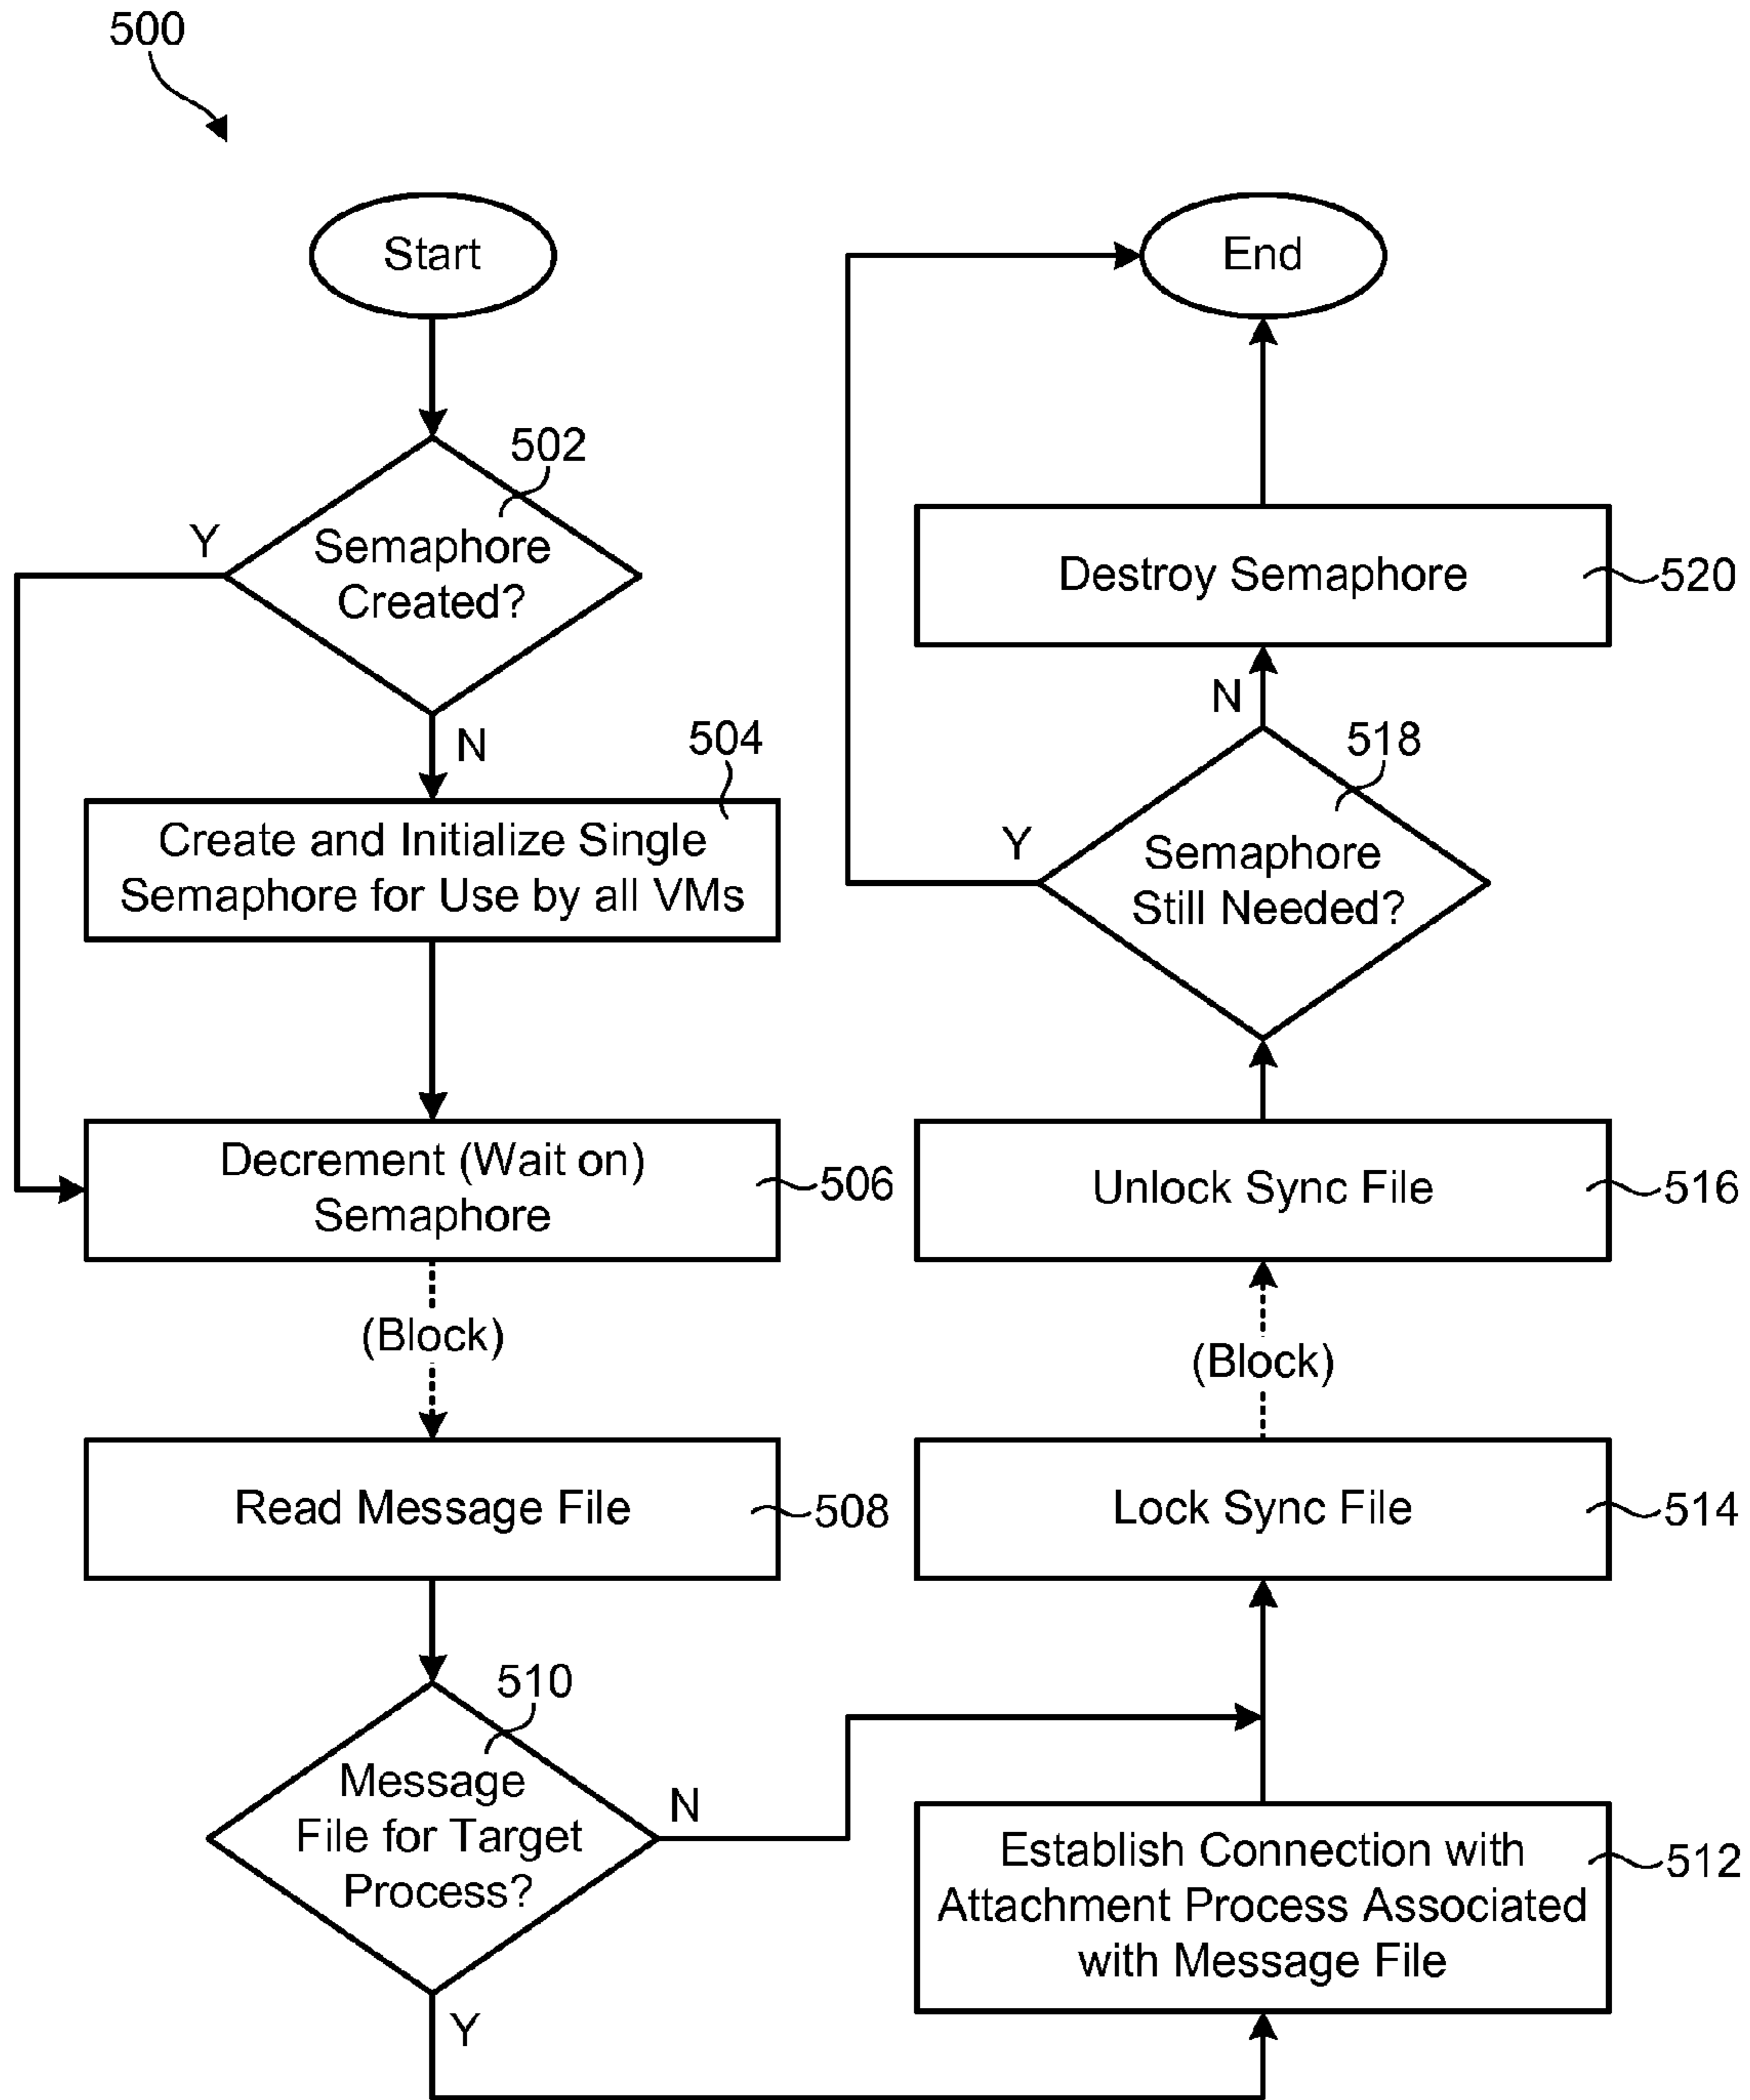 500
Start
502
Semaphore
Created?
Y
N
504
Create and Initialize Single
Semaphore for Use by all VMs
Decrement (Wait on)
Semaphore
506
(Block)
Read Message File
508
510
Message
File for Target
Process?
N
Y
Establish Connection with
Attachment Process Associated
with Message File
512
Lock Sync File
514
(Block)
Unlock Sync File
516
518
Semaphore
Still Needed?
Y
N
Destroy Semaphore
520
End